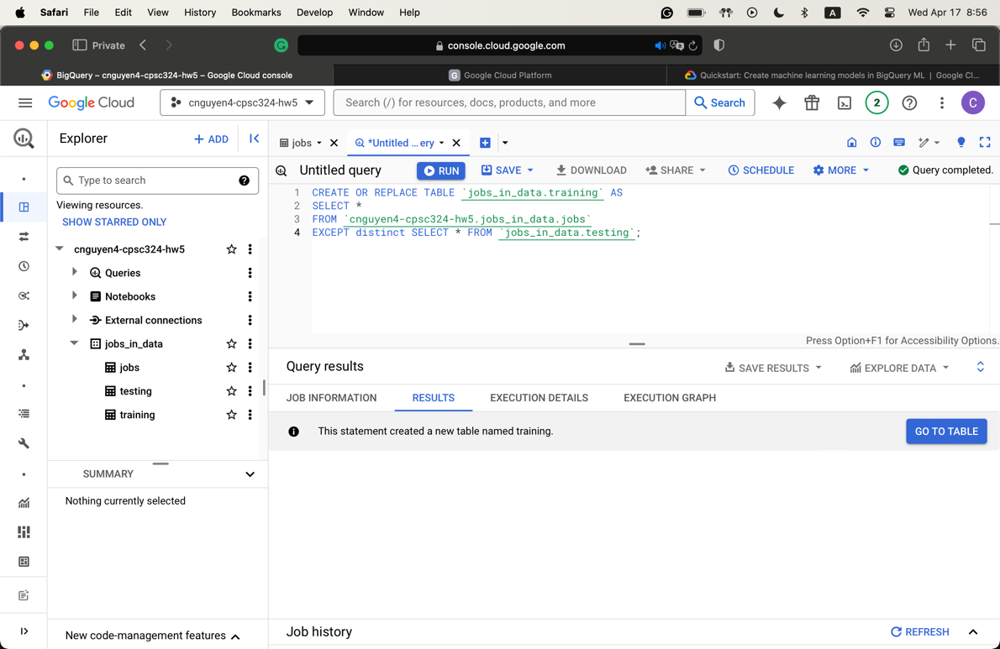 Safari File Edit View History Bookmarks Develop Window Help A Wed Apr 17 8:56
Private console.cloud.google.com
BigQuery – cnguyen4-cpsc324-hw5 – Google Cloud console G Google Cloud Platform Quickstart: Create machine learning models in BigQuery ML | Google Cl...
Google Cloud cnguyen4-cpsc324-hw5 Search (/) for resources, docs, products, and more Search 2 C
Explorer + ADD
Type to search
Viewing resources.
SHOW STARRED ONLY
cnguyen4-cpsc324-hw5
Queries
Notebooks
External connections
jobs_in_data
jobs
testing
training
SUMMARY
Nothing currently selected
New code-management features
jobs *Untitled ...ery
Untitled query RUN SAVE DOWNLOAD SHARE SCHEDULE MORE Query completed.
1 CREATE OR REPLACE TABLE `jobs_in_data.training` AS
2 SELECT *
3 FROM `cnguyen4-cpsc324-hw5.jobs_in_data.jobs`
4 EXCEPT distinct SELECT * FROM `jobs_in_data.testing`;
Press Option+F1 for Accessibility Options.
Query results SAVE RESULTS EXPLORE DATA
JOB INFORMATION RESULTS EXECUTION DETAILS EXECUTION GRAPH
This statement created a new table named training. GO TO TABLE
Job history REFRESH